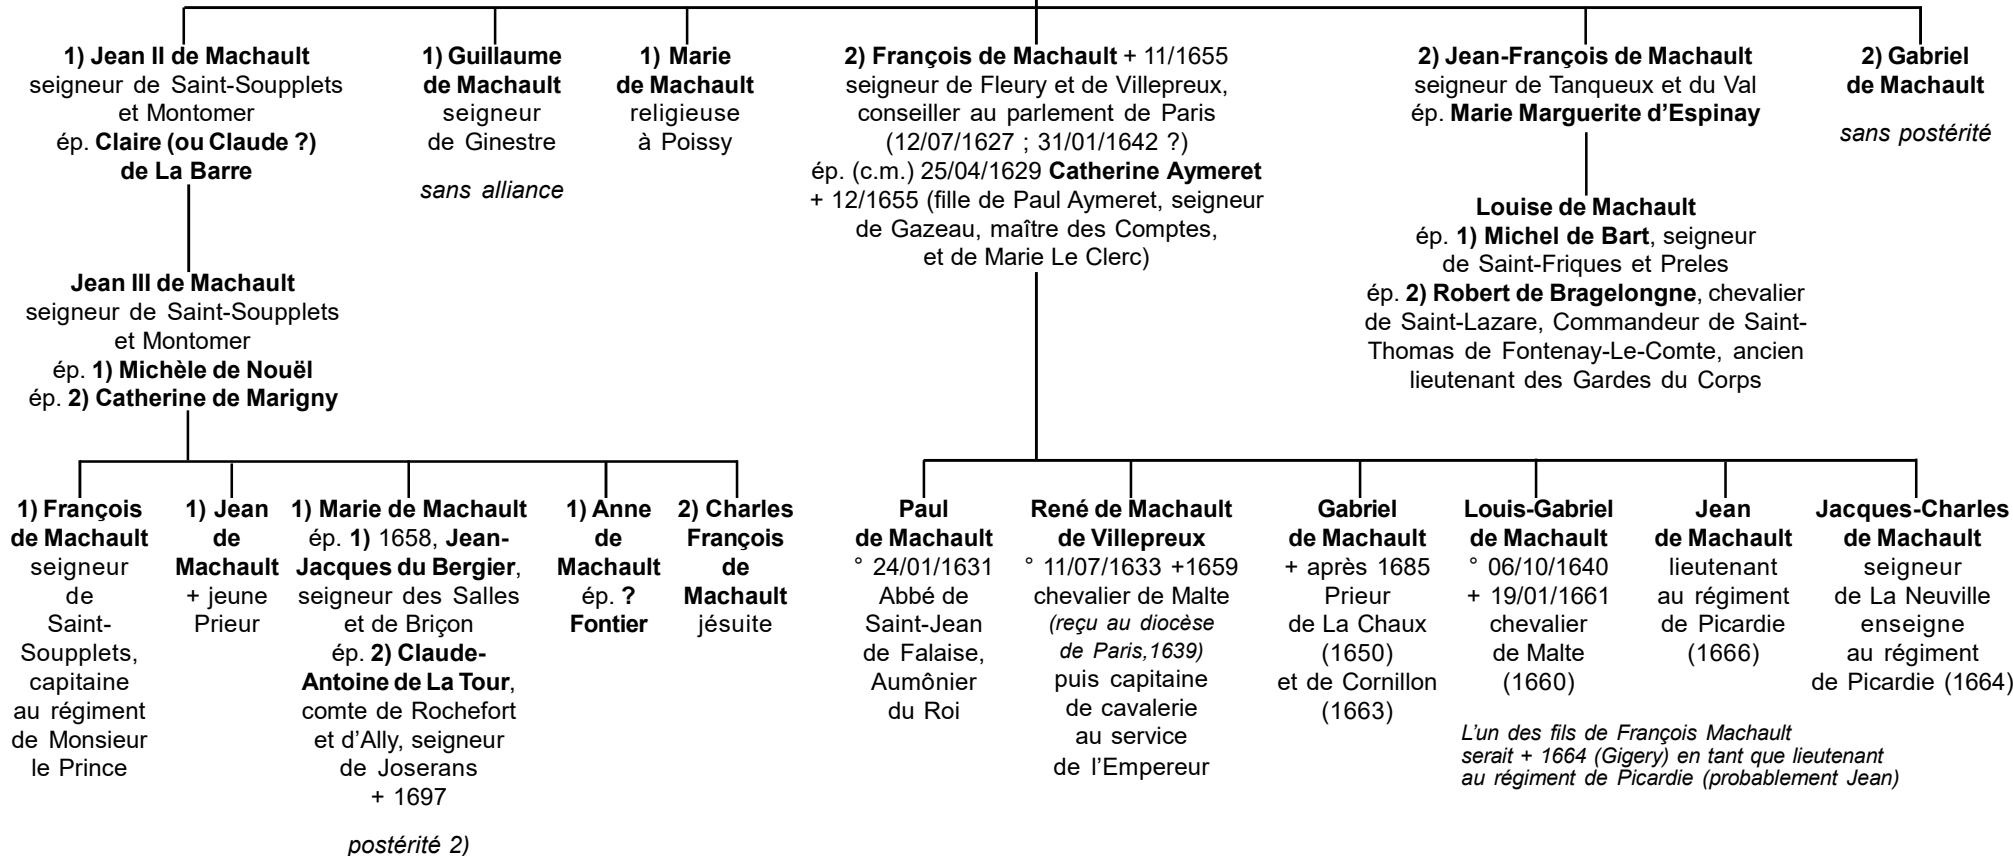 1) Jean II de Machault
seigneur de Saint-Soupplets
et Montomer
ép. Claire (ou Claude ?)
de La Barre
1) Guillaume
de Machault
seigneur
de Ginestre
sans alliance
1) Marie
de Machault
religieuse
à Poissy
2) François de Machault + 11/1655
seigneur de Fleury et de Villepreux,
conseiller au parlement de Paris
(12/07/1627 ; 31/01/1642 ?)
ép. (c.m.) 25/04/1629 Catherine Aymeret
+ 12/1655 (fille de Paul Aymeret, seigneur
de Gazeau, maître des Comptes,
et de Marie Le Clerc)
2) Jean-François de Machault
seigneur de Tanqueux et du Val
ép. Marie Marguerite d’Espinay
2) Gabriel
de Machault
sans postérité
Jean III de Machault
seigneur de Saint-Soupplets
et Montomer
ép. 1) Michèle de Nouël
ép. 2) Catherine de Marigny
Louise de Machault
ép. 1) Michel de Bart, seigneur
de Saint-Friques et Preles
ép. 2) Robert de Bragelongne, chevalier
de Saint-Lazare, Commandeur de Saint-
Thomas de Fontenay-Le-Comte, ancien
lieutenant des Gardes du Corps
1) François
de Machault
seigneur
de
Saint-
Soupplets,
capitaine
au régiment
de Monsieur
le Prince
1) Jean
de
Machault
+ jeune
Prieur
1) Marie de Machault
ép. 1) 1658, Jean-
Jacques du Bergier,
seigneur des Salles
et de Briçon
ép. 2) Claude-
Antoine de La Tour,
comte de Rochefort
et d’Ally, seigneur
de Joserans
+ 1697
postérité 2)
1) Anne
de
Machault
ép. ?
Fontier
2) Charles
François
de
Machault
jésuite
Paul
de Machault
° 24/01/1631
Abbé de
Saint-Jean
de Falaise,
Aumônier
du Roi
René de Machault
de Villepreux
° 11/07/1633 +1659
chevalier de Malte
(reçu au diocèse
de Paris,1639)
puis capitaine
de cavalerie
au service
de l’Empereur
Gabriel
de Machault
+ après 1685
Prieur
de La Chaux
(1650)
et de Cornillon
(1663)
Louis-Gabriel
de Machault
° 06/10/1640
+ 19/01/1661
chevalier
de Malte
(1660)
Jean
de Machault
lieutenant
au régiment
de Picardie
(1666)
Jacques-Charles
de Machault
seigneur
de La Neuville
enseigne
au régiment
de Picardie (1664)
L’un des fils de François Machault
serait + 1664 (Gigery) en tant que lieutenant
au régiment de Picardie (probablement Jean)